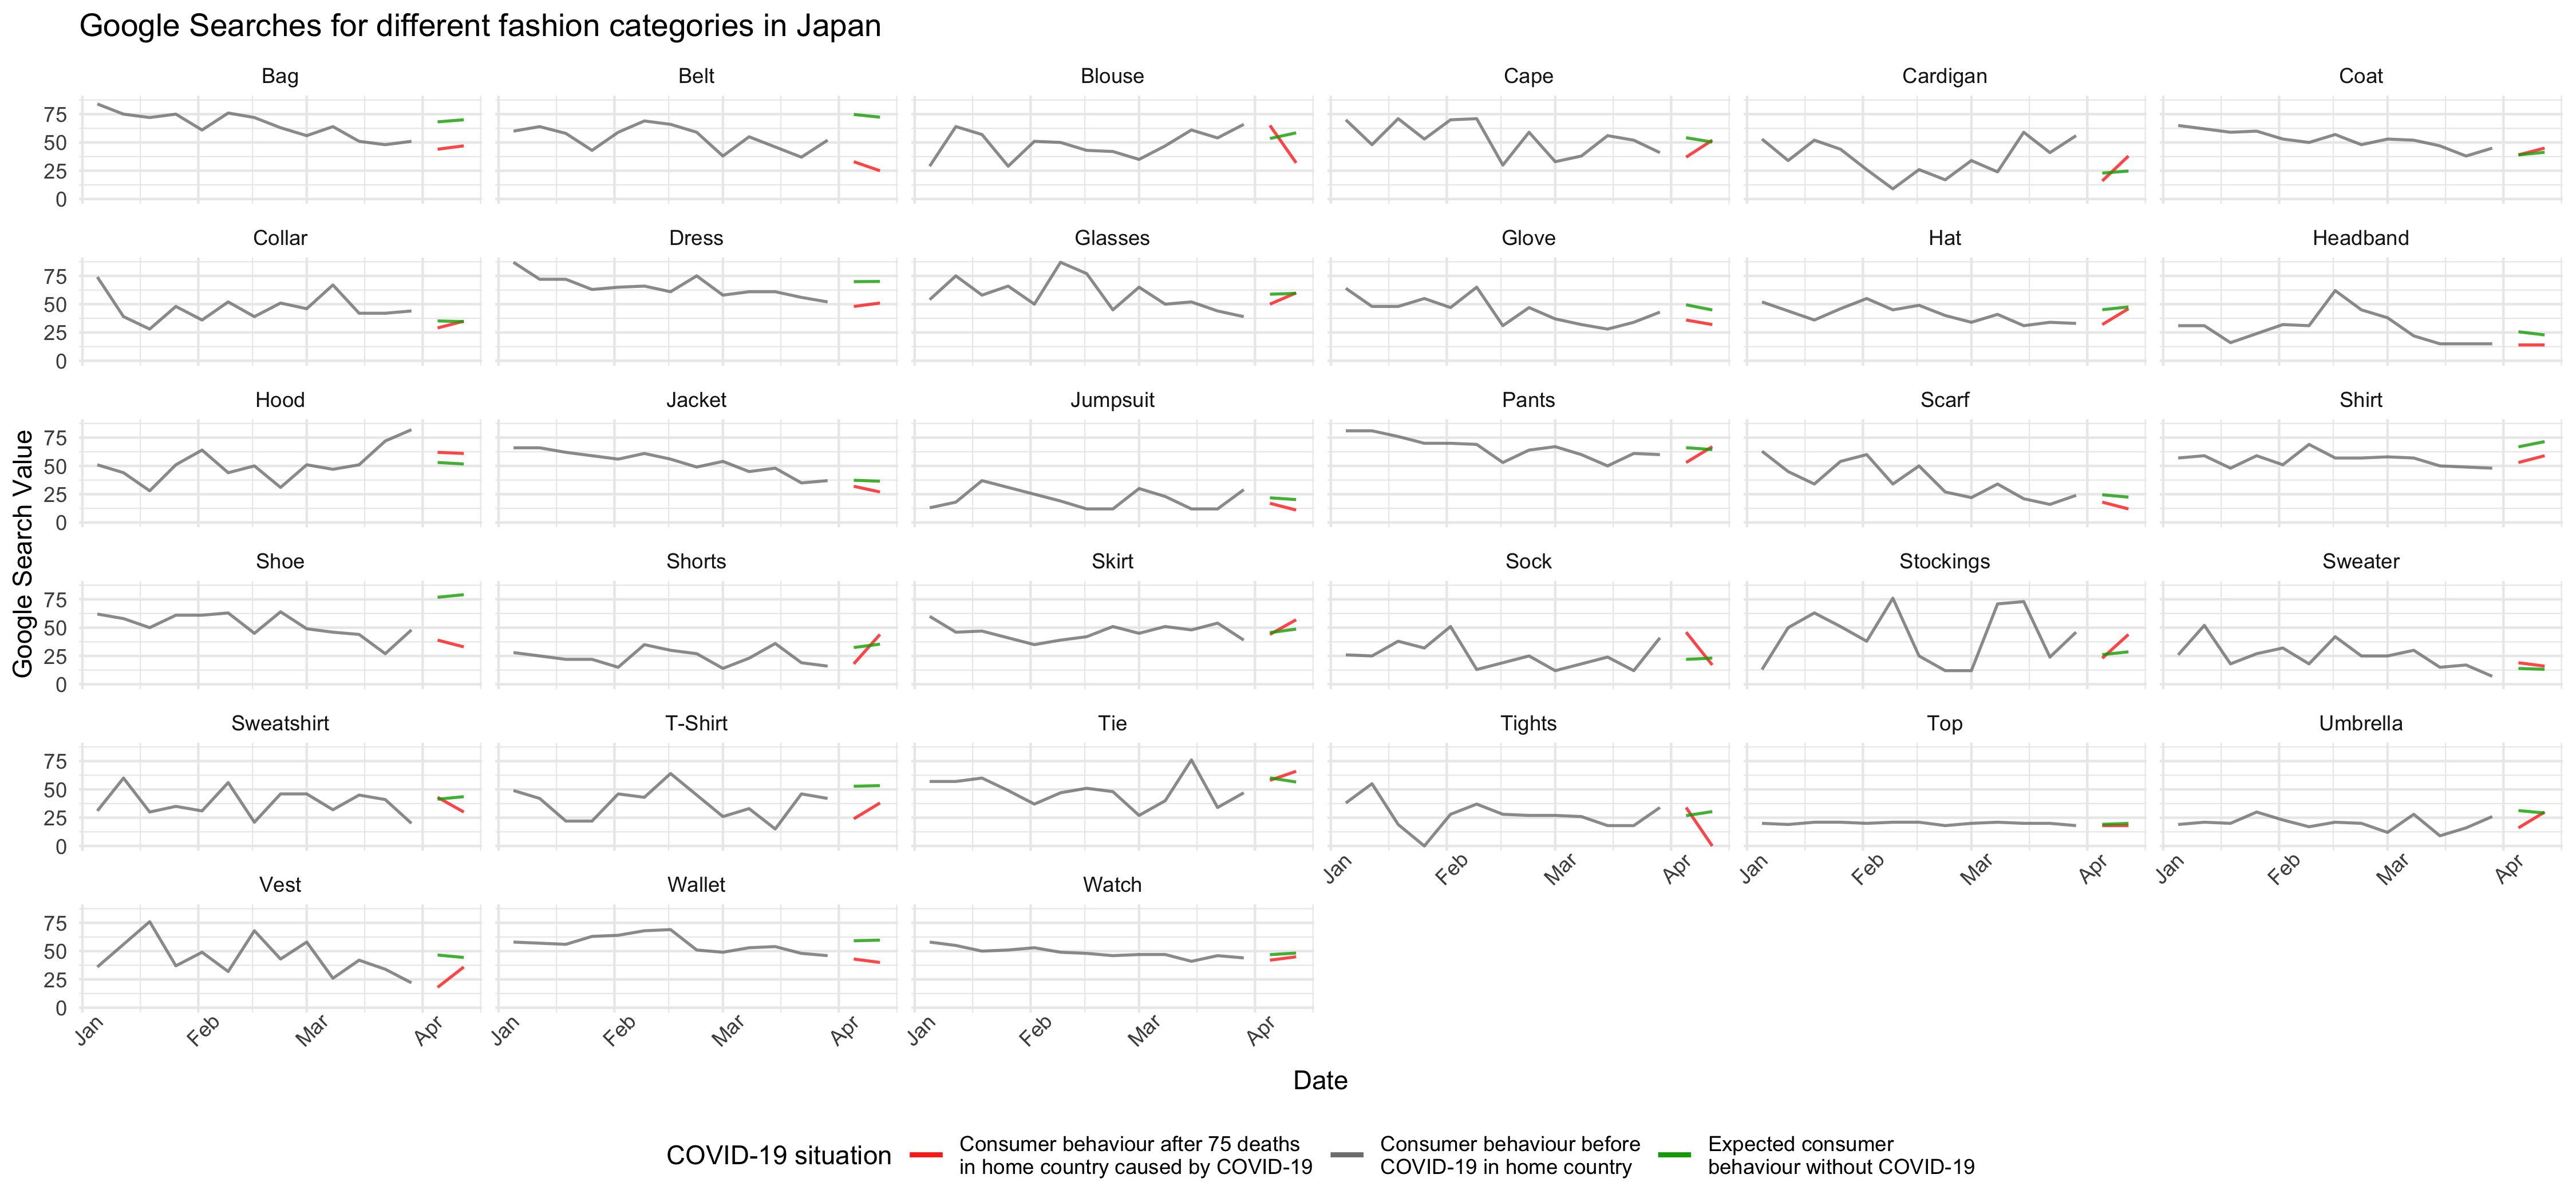 Google Searches for different fashion categories in Japan
Bag Belt Blouse Cape Cardigan Coat
75
50
25
0
Collar Dress Glasses Glove Hat Headband
75
50
25
0
Hood Jacket Jumpsuit Pants Scarf Shirt
75
50
25
0
Google Search Value
Shoe Shorts Skirt Sock Stockings Sweater
75
50
25
0
Sweatshirt T-Shirt Tie Tights Top Umbrella
75
50
25
0
Jan Feb Mar Apr Jan Feb Mar Apr Jan Feb Mar Apr
Vest Wallet Watch
75
50
25
0
Jan Feb Mar Apr Jan Feb Mar Apr Jan Feb Mar Apr
Date
COVID-19 situation
Consumer behaviour after 75 deaths
in home country caused by COVID-19
Consumer behaviour before
COVID-19 in home country
Expected consumer
behaviour without COVID-19